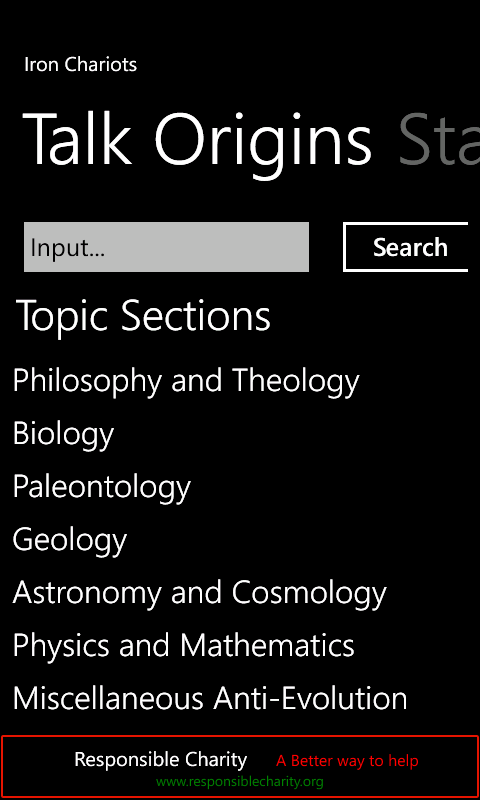 Iron Chariots
Talk Origins Sta
Input... Search
Topic Sections
Philosophy and Theology
Biology
Paleontology
Geology
Astronomy and Cosmology
Physics and Mathematics
Miscellaneous Anti-Evolution
Responsible Charity A Better way to help
www.responsiblecharity.org